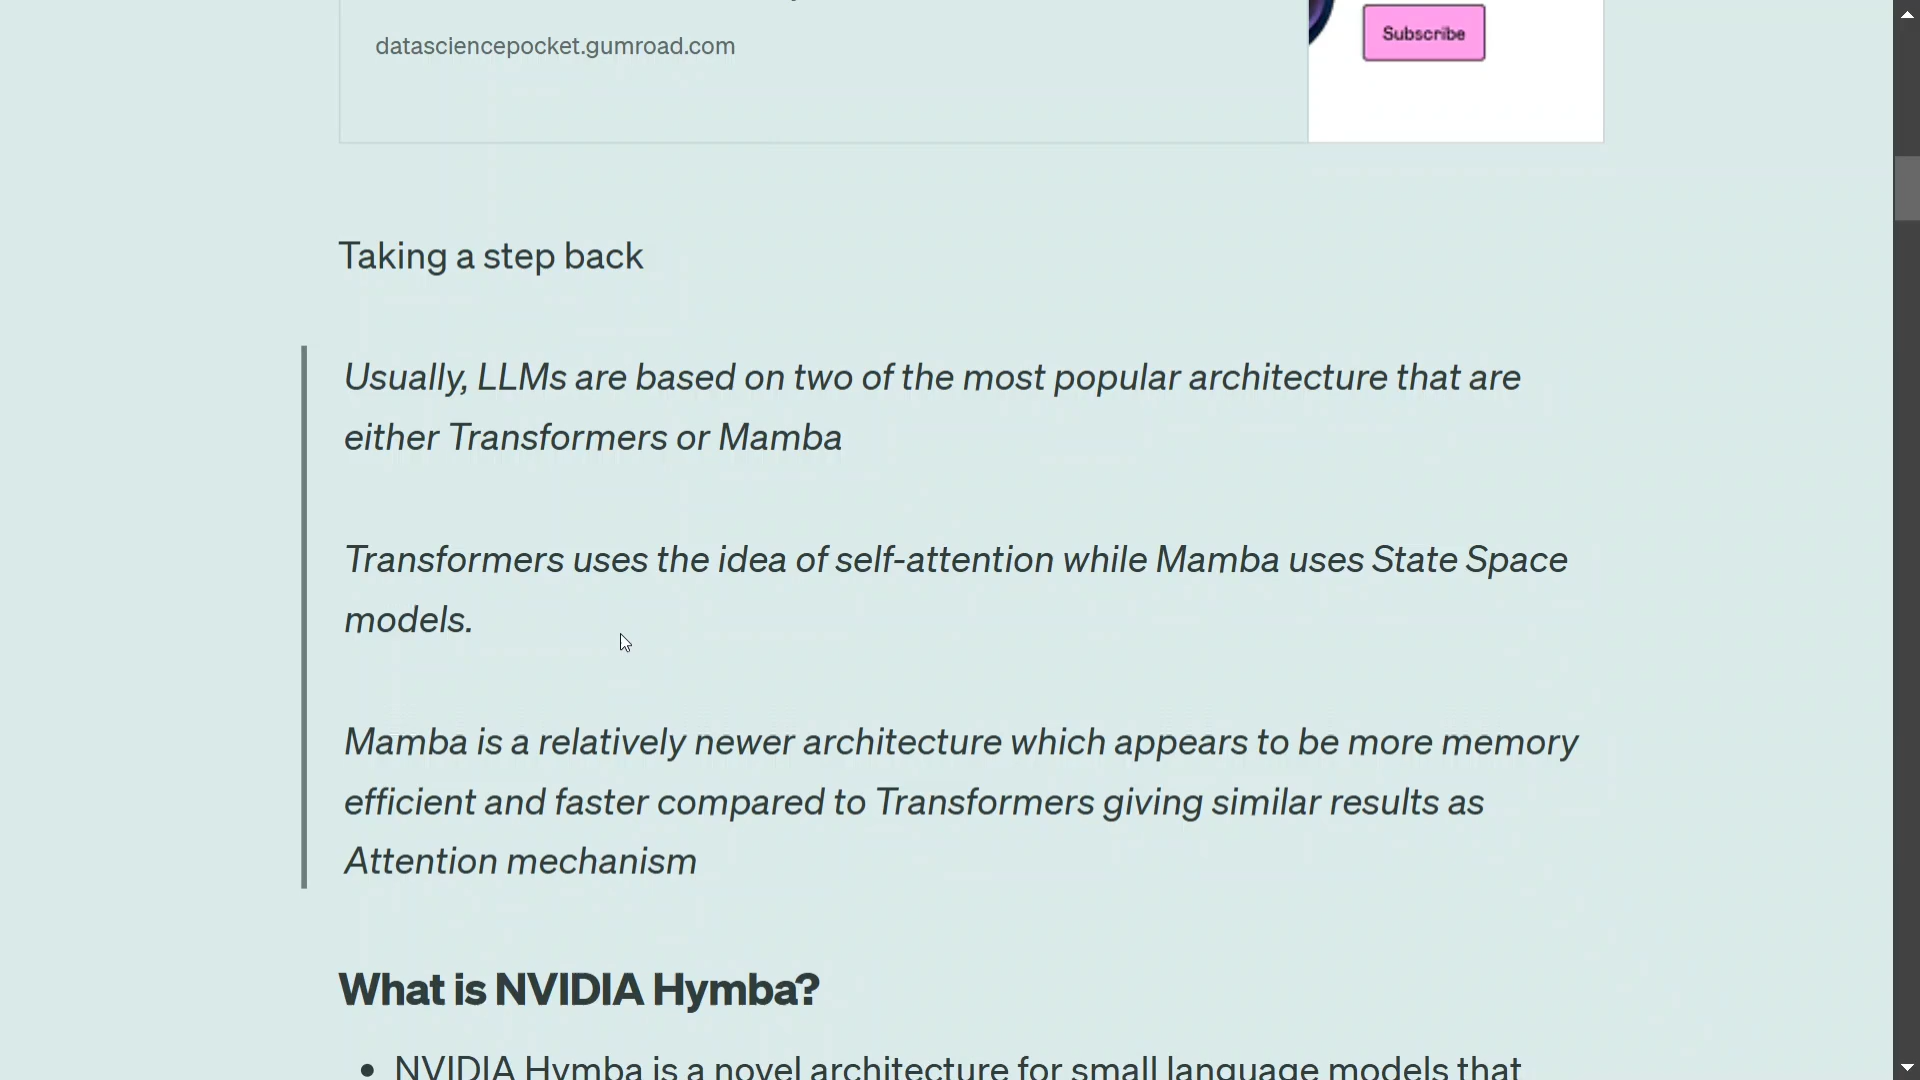 datasciencepocket.gumroad.com
Subscribe
Taking a step back
Usually, LLMs are based on two of the most popular architecture that are
either Transformers or Mamba
Transformers uses the idea of self-attention while Mamba uses State Space
models.
Mamba is a relatively newer architecture which appears to be more memory
efficient and faster compared to Transformers giving similar results as
Attention mechanism
What is NVIDIA Hymba?
• NVIDIA Hymba is a novel architecture for small language models that